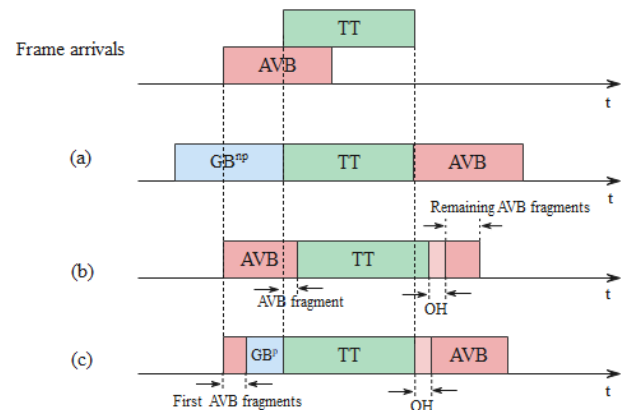 TT
Frame arrivals
AVB
t
(a)
GB^np
TT
AVB
t
Remaining AVB fragments
(b)
AVB
TT
AVB fragment
OH
t
(c)
GB^p
TT
AVB
t
First AVB fragments
OH